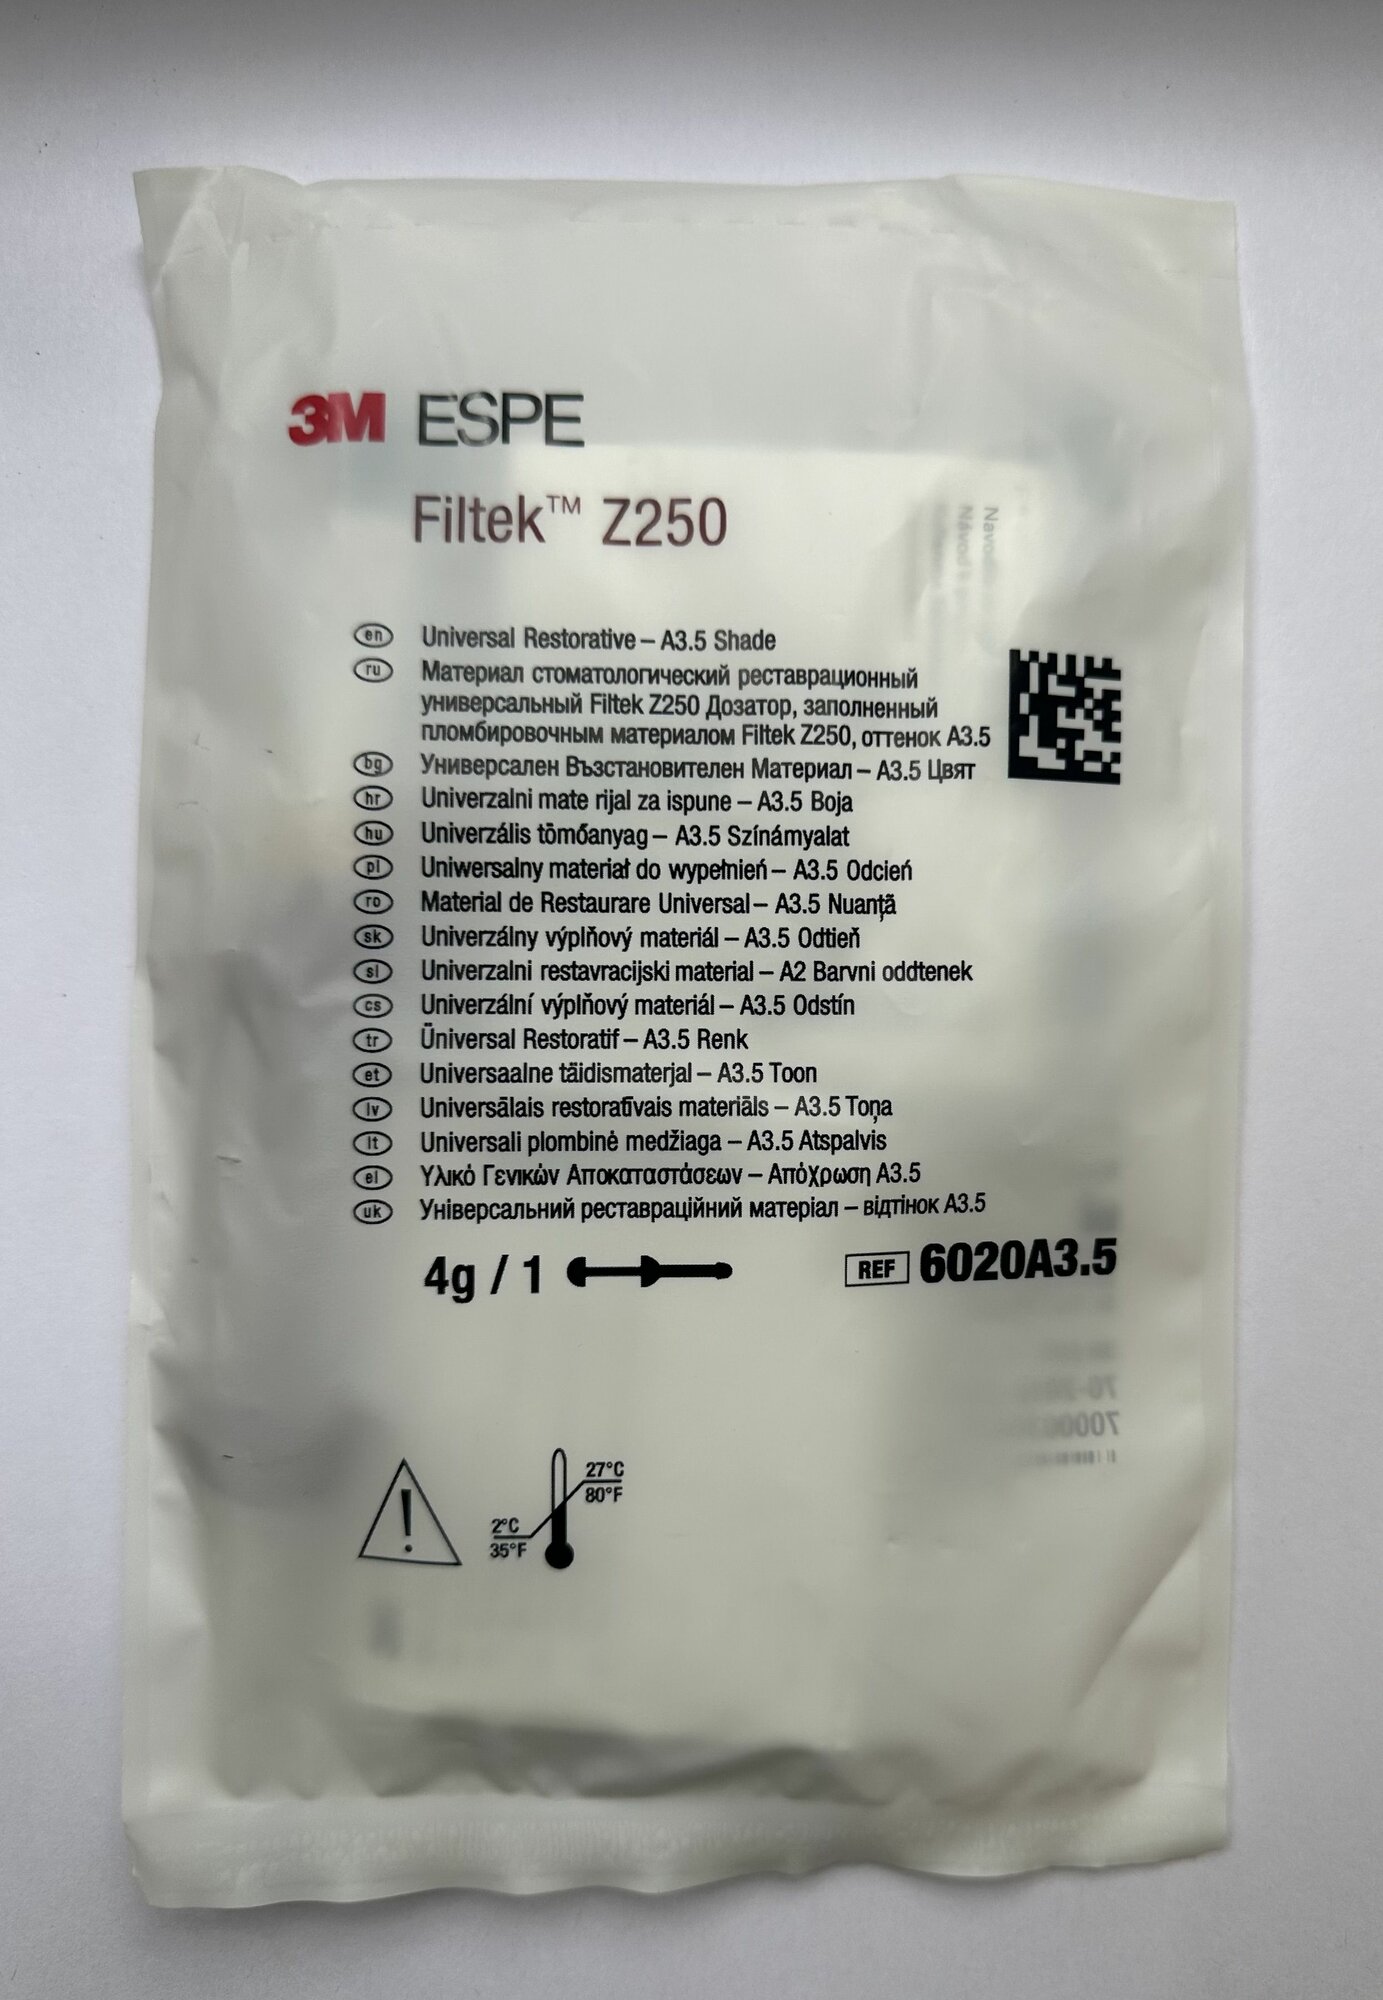 3M ESPE
Filtek™ Z250
en Universal Restorative – A3.5 Shade
ru Материал стоматологический реставрационный
универсальный Filtek Z250 Дозатор, заполненный
пломбировочным материалом Filtek Z250, оттенок A3.5
bg Универсален Възстановителен Материал – A3.5 Цвят
hr Univerzalni mate rijal za ispune – A3.5 Boja
hu Univerzális tömőanyag – A3.5 Színámyalat
pl Uniwersalny materiał do wypełnień – A3.5 Odcień
ro Material de Restaurare Universal – A3.5 Nuanţă
sk Univerzálny výplňový materiál – A3.5 Odtieň
sl Univerzalni restavracijski material – A2 Barvni oddtenek
cs Univerzální výplňový materiál – A3.5 Odstín
tr Üniversal Restoratif – A3.5 Renk
et Universaalne täidismaterjal – A3.5 Toon
lv Universālais restoratīvais materiāls – A3.5 Toņa
lt Universali plombinė medžiaga – A3.5 Atspalvis
el Υλικό Γενικών Αποκαταστάσεων – Απόχρωση A3.5
uk Універсальний реставраційний матеріал – відтінок A3.5
4g / 1
REF 6020A3.5
27°C
80°F
2°C
35°F